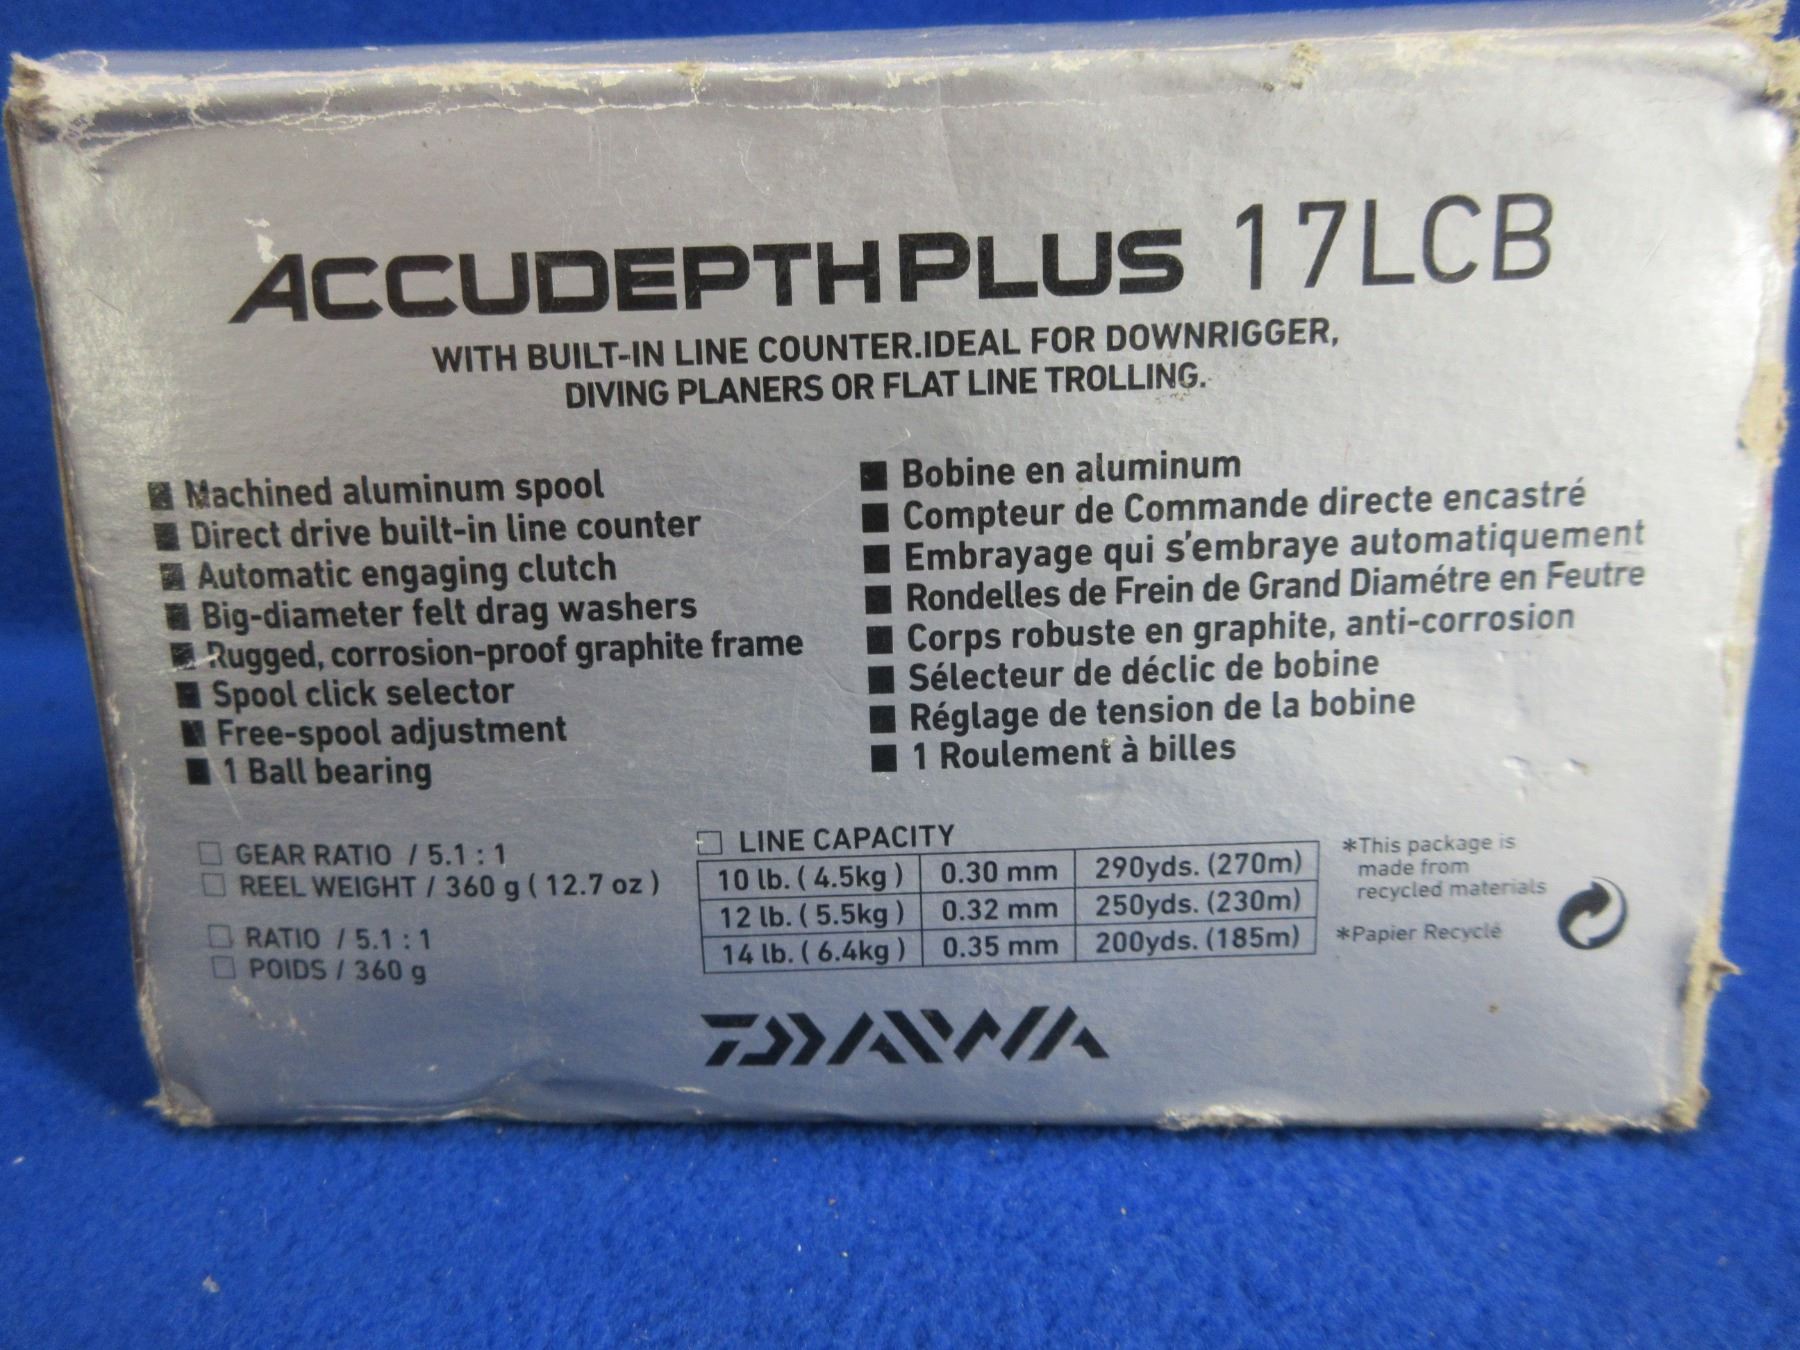 ACCUDEPTH PLUS 17LCB
WITH BUILT-IN LINE COUNTER.IDEAL FOR DOWNRIGGER,
DIVING PLANERS OR FLAT LINE TROLLING.
■ Machined aluminum spool
■ Direct drive built-in line counter
■ Automatic engaging clutch
■ Big-diameter felt drag washers
■ Rugged, corrosion-proof graphite frame
■ Spool click selector
■ Free-spool adjustment
■ 1 Ball bearing
■ Bobine en aluminum
■ Compteur de Commande directe encastré
■ Embrayage qui s'embraye automatiquement
■ Rondelles de Frein de Grand Diamétre en Feutre
■ Corps robuste en graphite, anti-corrosion
■ Sélecteur de déclic de bobine
■ Réglage de tension de la bobine
■ 1 Roulement à billes
□ GEAR RATIO / 5.1 : 1
□ REEL WEIGHT / 360 g ( 12.7 oz )
□ RATIO / 5.1 : 1
□ POIDS / 360 g
□ LINE CAPACITY
10 lb. ( 4.5kg ) 0.30 mm 290yds. (270m)
12 lb. ( 5.5kg ) 0.32 mm 250yds. (230m)
14 lb. ( 6.4kg ) 0.35 mm 200yds. (185m)
*This package is
made from
recycled materials
*Papier Recyclé
DAIWA